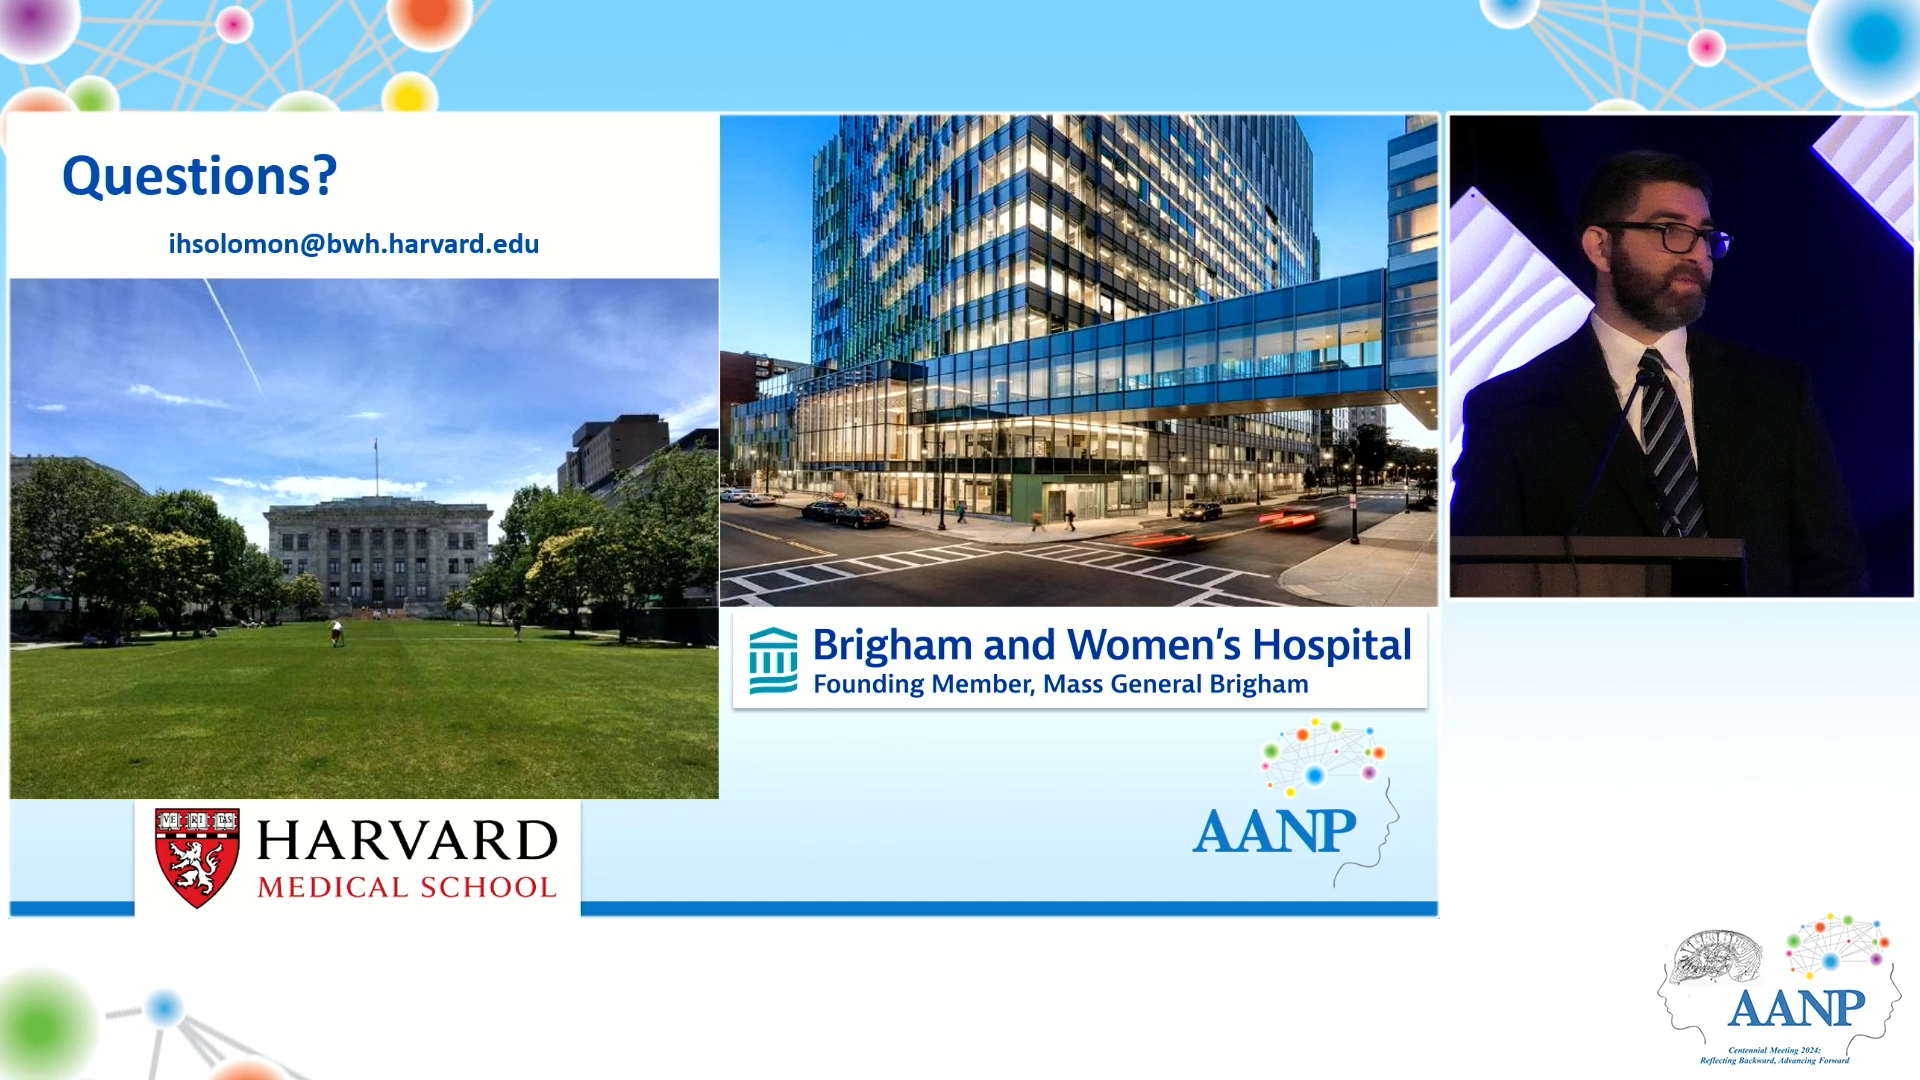 Questions?
ihsolomon@bwh.harvard.edu
Brigham and Women's Hospital
Founding Member, Mass General Brigham
AANP
VE RI TAS
HARVARD
MEDICAL SCHOOL
AANP
Centennial Meeting 2024:
Reflecting Backward, Advancing Forward